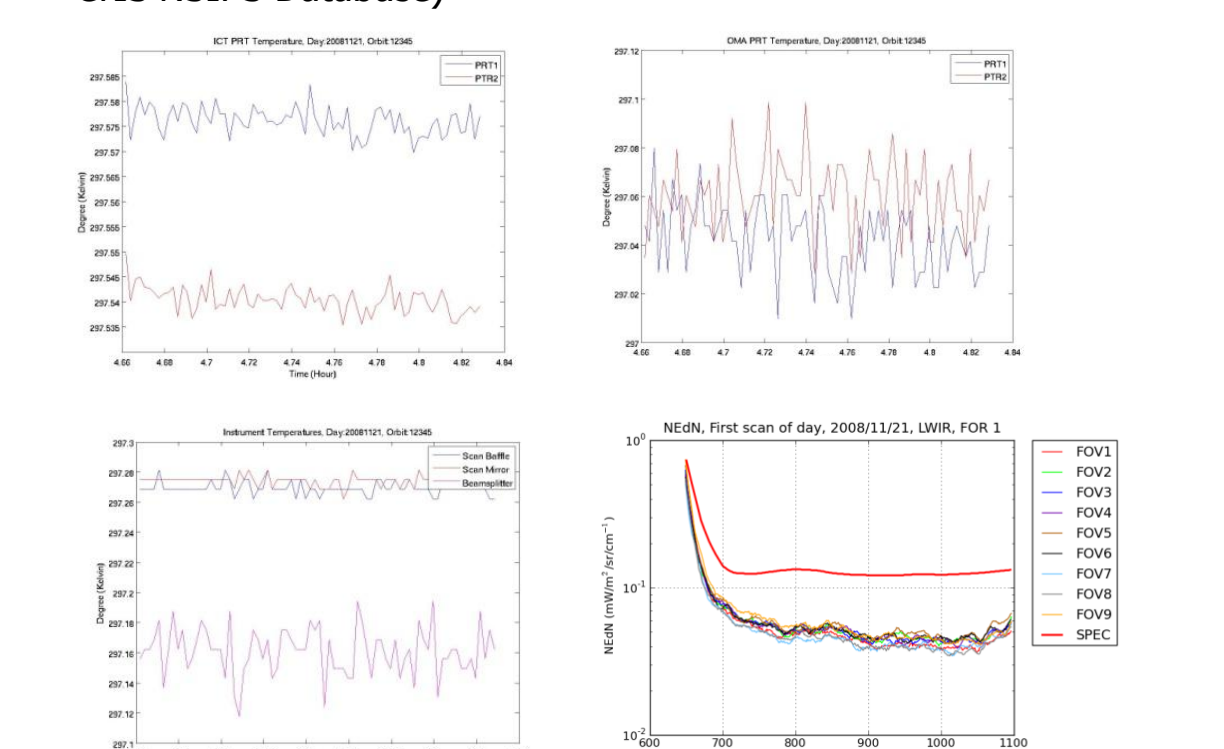 ICT PRT Temperature, Day:20081121, Orbit:12345
PRT1
PTR2
297.585
297.58
297.575
297.57
297.565
297.56
297.555
297.55
297.545
297.54
297.535
Degree (Kelvin)
4.66 4.68 4.7 4.72 4.74 4.76 4.78 4.8 4.82 4.84
Time (Hour)
OMA PRT Temperature, Day:20081121, Orbit:12345
PRT1
PTR2
297.12
297.1
297.08
297.06
297.04
297.02
297
Degree (Kelvin)
4.66 4.68 4.7 4.72 4.74 4.76 4.78 4.8 4.82 4.84
Instrument Temperatures, Day:20081121, Orbit:12345
Scan Baffle
Scan Mirror
Beamsplitter
297.3
297.28
297.26
297.24
297.22
297.2
297.18
297.16
297.14
297.12
297.1
Degree (Kelvin)
NEdN, First scan of day, 2008/11/21, LWIR, FOR 1
10⁰
10⁻¹
10⁻²
NEdN (mW/m²/sr/cm⁻¹)
600 700 800 900 1000 1100
FOV1
FOV2
FOV3
FOV4
FOV5
FOV6
FOV7
FOV8
FOV9
SPEC